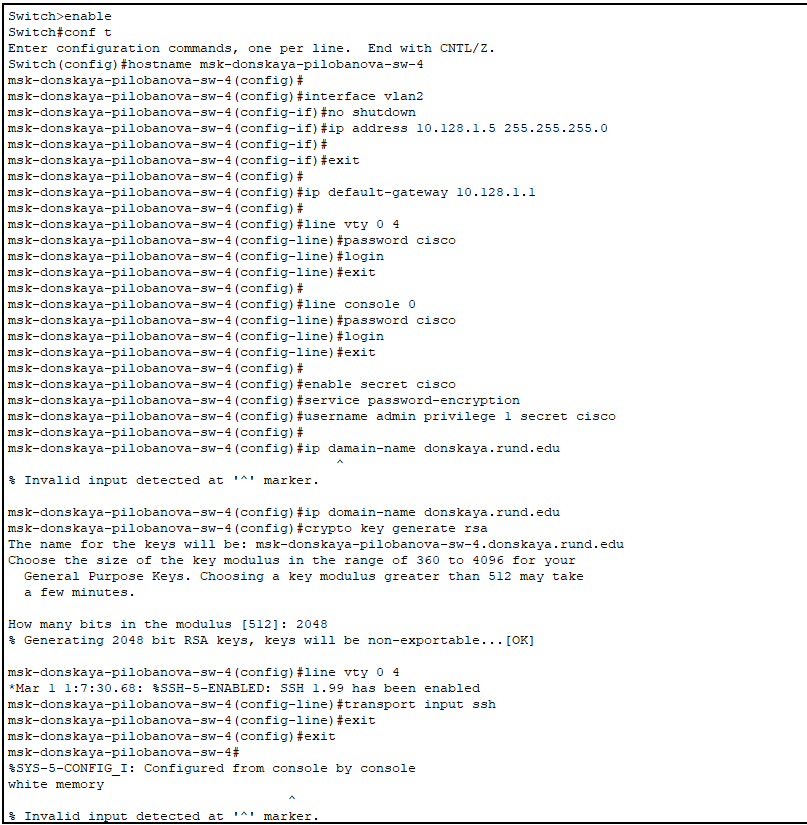 Switch>enable
Switch#conf t
Enter configuration commands, one per line.  End with CNTL/Z.
Switch(config)#hostname msk-donskaya-pilobanova-sw-4
msk-donskaya-pilobanova-sw-4(config)#
msk-donskaya-pilobanova-sw-4(config)#interface vlan2
msk-donskaya-pilobanova-sw-4(config-if)#no shutdown
msk-donskaya-pilobanova-sw-4(config-if)#ip address 10.128.1.5 255.255.255.0
msk-donskaya-pilobanova-sw-4(config-if)#
msk-donskaya-pilobanova-sw-4(config-if)#exit
msk-donskaya-pilobanova-sw-4(config)#
msk-donskaya-pilobanova-sw-4(config)#ip default-gateway 10.128.1.1
msk-donskaya-pilobanova-sw-4(config)#
msk-donskaya-pilobanova-sw-4(config)#line vty 0 4
msk-donskaya-pilobanova-sw-4(config-line)#password cisco
msk-donskaya-pilobanova-sw-4(config-line)#login
msk-donskaya-pilobanova-sw-4(config-line)#exit
msk-donskaya-pilobanova-sw-4(config)#
msk-donskaya-pilobanova-sw-4(config)#line console 0
msk-donskaya-pilobanova-sw-4(config-line)#password cisco
msk-donskaya-pilobanova-sw-4(config-line)#login
msk-donskaya-pilobanova-sw-4(config-line)#exit
msk-donskaya-pilobanova-sw-4(config)#
msk-donskaya-pilobanova-sw-4(config)#enable secret cisco
msk-donskaya-pilobanova-sw-4(config)#service password-encryption
msk-donskaya-pilobanova-sw-4(config)#username admin privilege 1 secret cisco
msk-donskaya-pilobanova-sw-4(config)#
msk-donskaya-pilobanova-sw-4(config)#ip damain-name donskaya.rund.edu
^
% Invalid input detected at '^' marker.
msk-donskaya-pilobanova-sw-4(config)#ip domain-name donskaya.rund.edu
msk-donskaya-pilobanova-sw-4(config)#crypto key generate rsa
The name for the keys will be: msk-donskaya-pilobanova-sw-4.donskaya.rund.edu
Choose the size of the key modulus in the range of 360 to 4096 for your
General Purpose Keys. Choosing a key modulus greater than 512 may take
a few minutes.
How many bits in the modulus [512]: 2048
% Generating 2048 bit RSA keys, keys will be non-exportable...[OK]
msk-donskaya-pilobanova-sw-4(config)#line vty 0 4
*Mar 1 1:7:30.68: %SSH-5-ENABLED: SSH 1.99 has been enabled
msk-donskaya-pilobanova-sw-4(config-line)#transport input ssh
msk-donskaya-pilobanova-sw-4(config-line)#exit
msk-donskaya-pilobanova-sw-4(config)#exit
msk-donskaya-pilobanova-sw-4#
%SYS-5-CONFIG_I: Configured from console by console
white memory
^
% Invalid input detected at '^' marker.